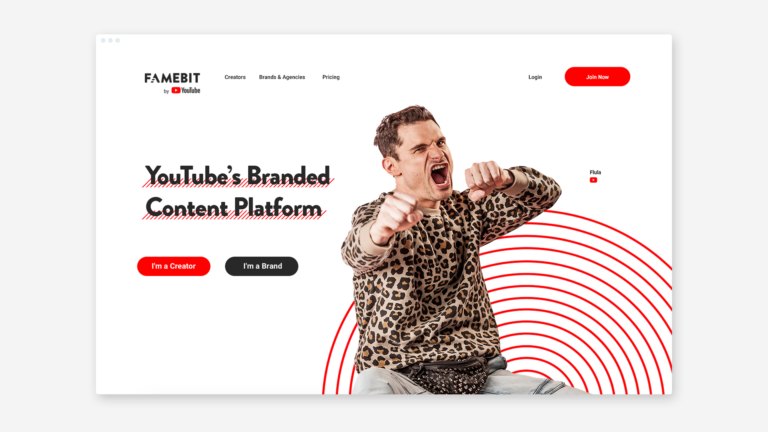 FAMEBIT
by YouTube
Creators
Brands & Agencies
Pricing
Login
Join Now
Flula
YouTube's Branded
Content Platform
I'm a Creator
I'm a Brand